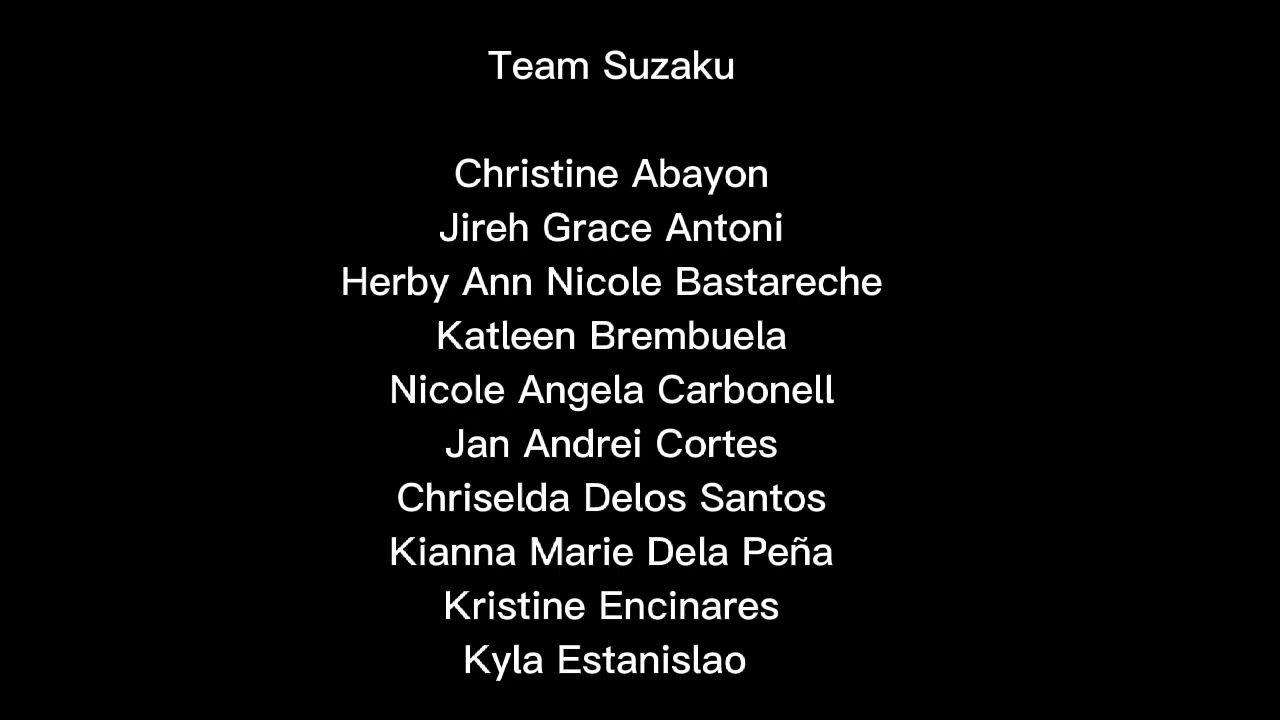 Team Suzaku
Christine Abayon
Jireh Grace Antoni
Herby Ann Nicole Bastareche
Katleen Brembuela
Nicole Angela Carbonell
Jan Andrei Cortes
Chriselda Delos Santos
Kianna Marie Dela Peña
Kristine Encinares
Kyla Estanislao